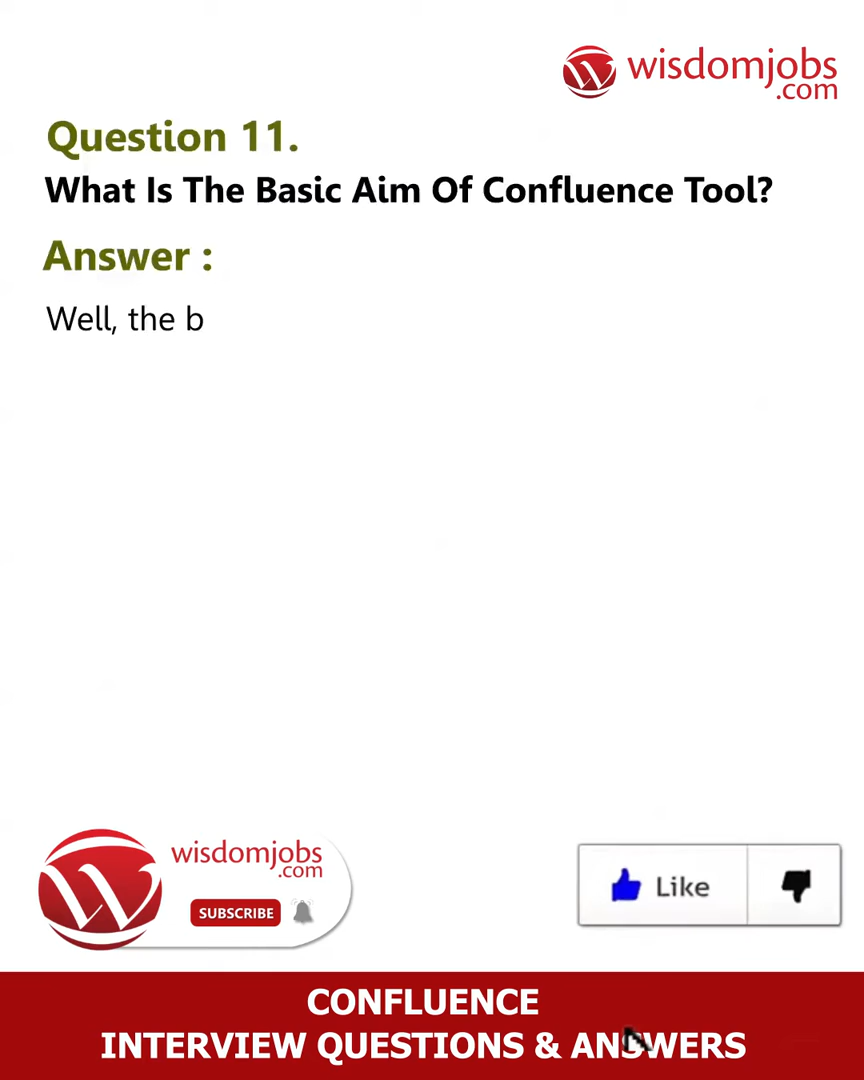 wisdomjobs
.com
Question 11.
What Is The Basic Aim Of Confluence Tool?
Answer :
Well, the b
wisdomjobs
.com
SUBSCRIBE
Like
CONFLUENCE
INTERVIEW QUESTIONS & ANSWERS